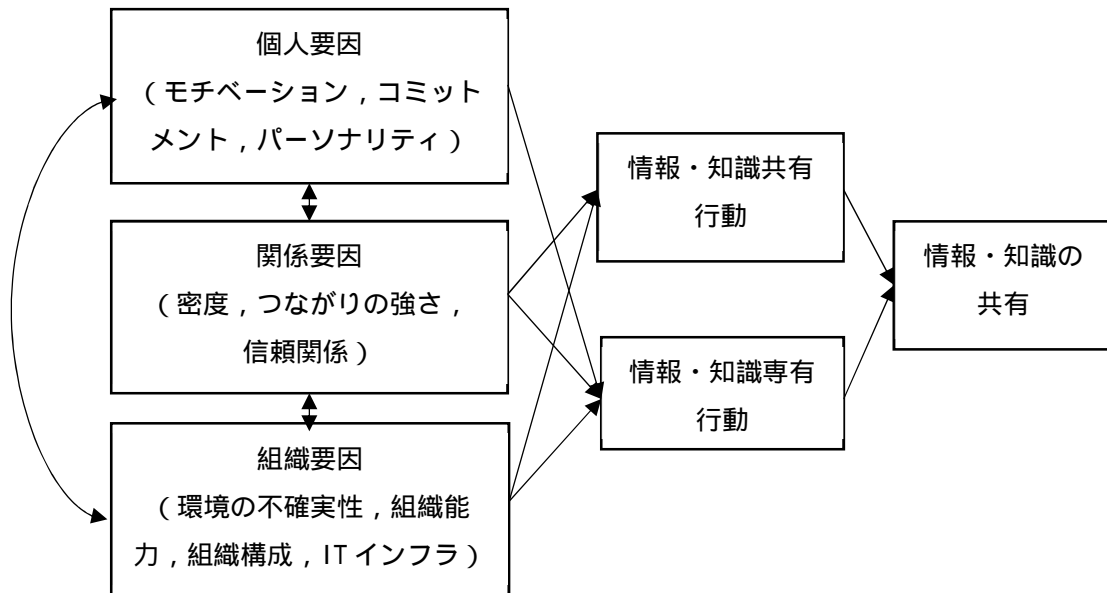 個人要因
（モチベーション，コミット
メント，パーソナリティ）
関係要因
（密度，つながりの強さ，
信頼関係）
組織要因
（環境の不確実性，組織能
力，組織構成，IT インフラ）
情報・知識共有
行動
情報・知識専有
行動
情報・知識の
共有